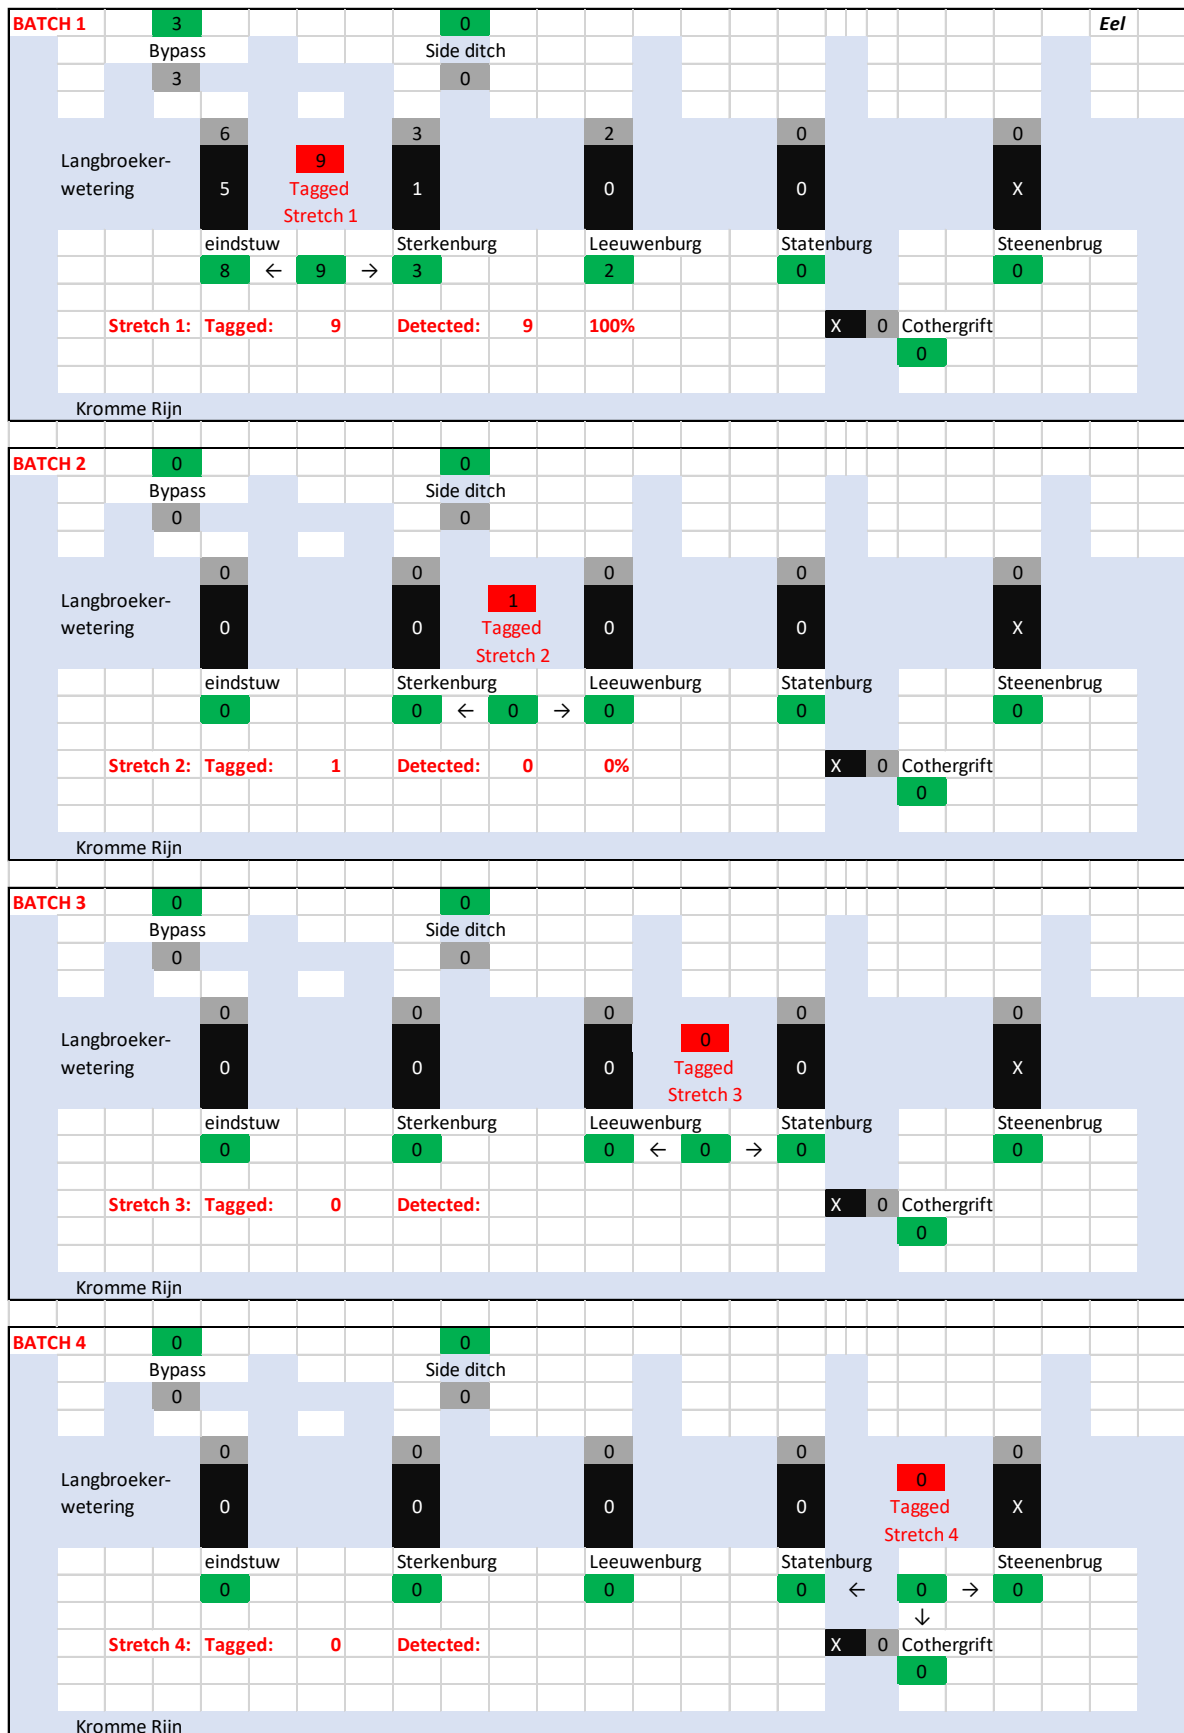 BATCH 1 3 0 Eel
Bypass Side ditch
3 0
6 3 2 0 0
Langbroeker- 9
wetering 5 Tagged 1 0 0 X
Stretch 1
eindstuw Sterkenburg Leeuwenburg Statenburg Steenenbrug
8 ← 9 → 3 2 0 0
Stretch 1: Tagged: 9 Detected: 9 100% X 0 Cothergrift
0
Kromme Rijn
BATCH 2 0 0
Bypass Side ditch
0 0
0 0 0 0 0
Langbroeker- 1
wetering 0 0 Tagged 0 0 X
Stretch 2
eindstuw Sterkenburg Leeuwenburg Statenburg Steenenbrug
0 0 ← 0 → 0 0 0
Stretch 2: Tagged: 1 Detected: 0 0% X 0 Cothergrift
0
Kromme Rijn
BATCH 3 0 0
Bypass Side ditch
0 0
0 0 0 0 0
Langbroeker- 0
wetering 0 0 0 Tagged 0 X
Stretch 3
eindstuw Sterkenburg Leeuwenburg Statenburg Steenenbrug
0 0 0 ← 0 → 0 0
Stretch 3: Tagged: 0 Detected: X 0 Cothergrift
0
Kromme Rijn
BATCH 4 0 0
Bypass Side ditch
0 0
0 0 0 0 0
Langbroeker- 0
wetering 0 0 0 0 Tagged X
Stretch 4
eindstuw Sterkenburg Leeuwenburg Statenburg Steenenbrug
0 0 0 0 ← 0 → 0
↓
Stretch 4: Tagged: 0 Detected: X 0 Cothergrift
0
Kromme Rijn